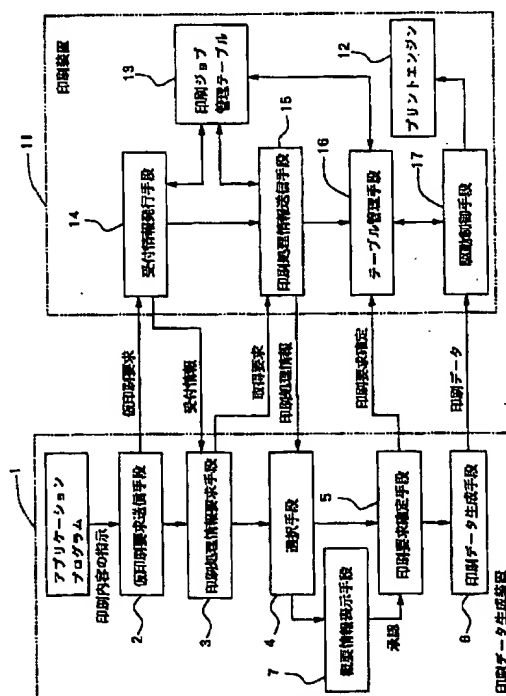 1
アプリケーション
プログラム
印刷内容の指示
2
仮印刷要求送信手段
3
印刷処理情報要求手段
4
選択手段
7
概要情報表示手段
承認
5
印刷要求確定手段
6
印刷データ生成手段
印刷データ生成装置
仮印刷要求
受付情報
取得要求
印刷処理情報
印刷要求確定
印刷データ
11
印刷装置
14
受付情報発行手段
13
印刷ジョブ
管理テーブル
15
印刷処理情報送信手段
16
テーブル管理手段
12
プリントエンジン
17
駆動制御手段